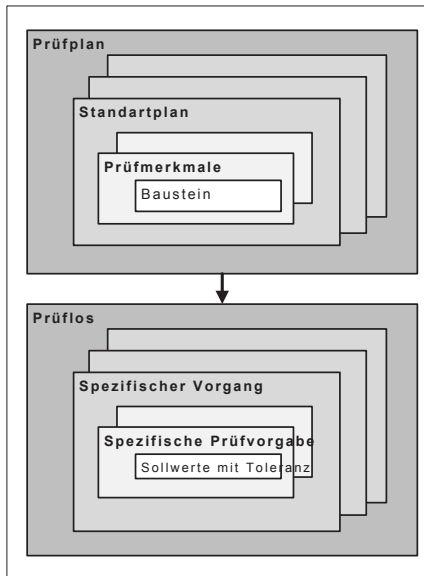 Prüfplan
Standartplan
Prüfmerkmale
Baustein
Prüflos
Spezifischer Vorgang
Spezifische Prüfvorgabe
Sollwerte mit Toleranz